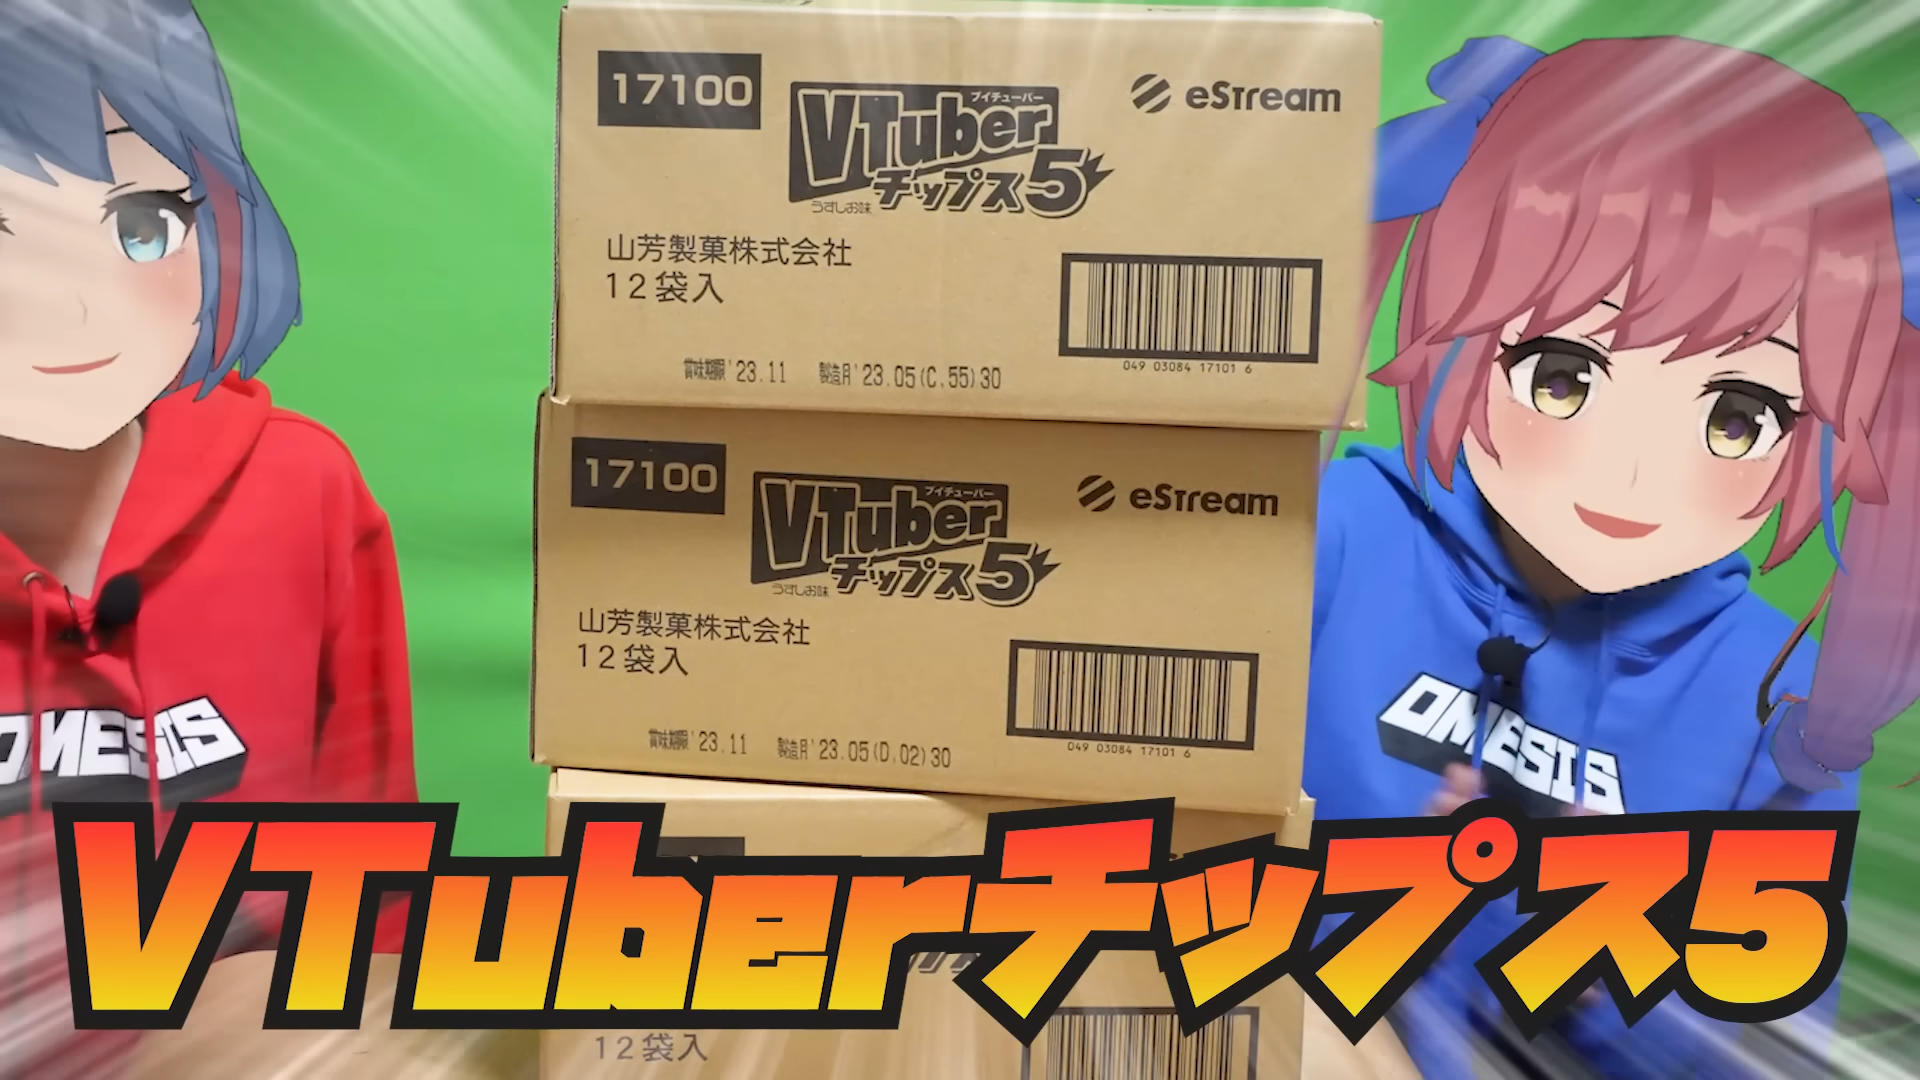 17100
ブイチューバー
VTuber
チップス5
うすしお味
eStream
山芳製菓株式会社
12袋入
賞味期限'23.11 製造月'23.05(C,55)30
049 03084 17101 6
17100
ブイチューバー
VTuber
チップス5
うすしお味
eStream
山芳製菓株式会社
12袋入
賞味期限'23.11 製造月'23.05(D,02)30
049 03084 17101 6
OMESIS
OMESIS
VTuberチップス5
12袋入